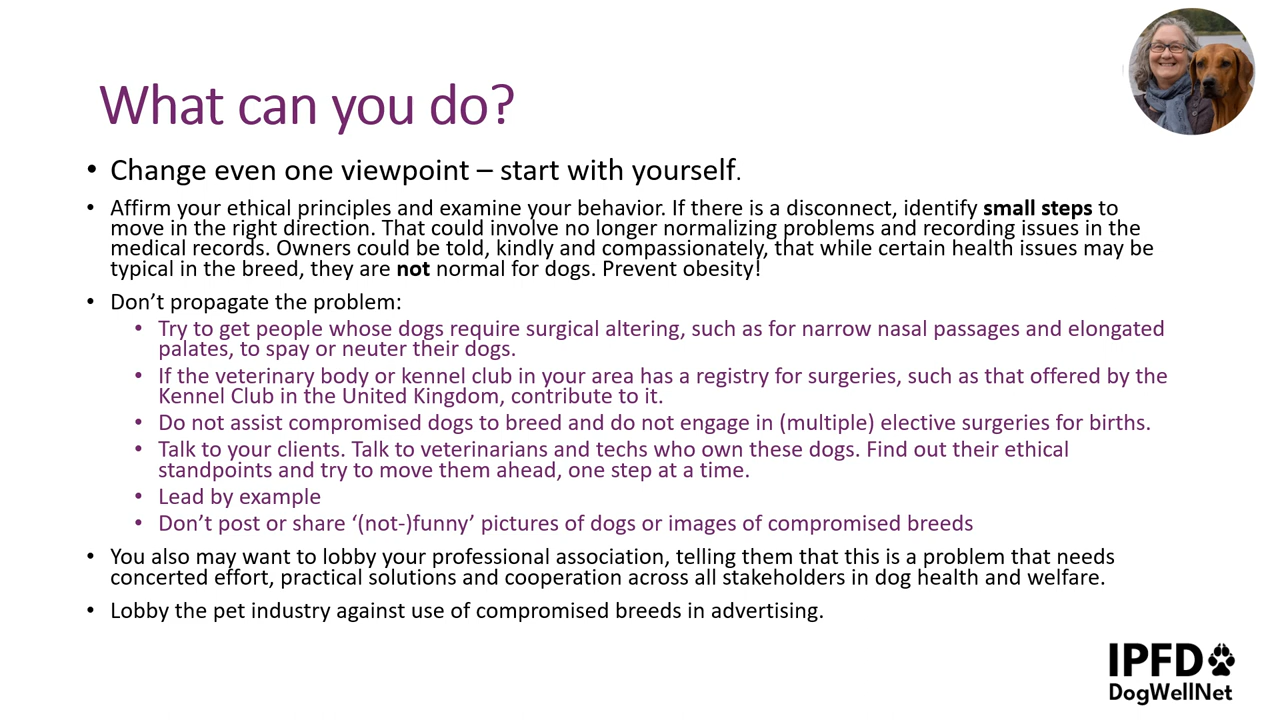 What can you do?
• Change even one viewpoint – start with yourself.
• Affirm your ethical principles and examine your behavior. If there is a disconnect, identify small steps to
move in the right direction. That could involve no longer normalizing problems and recording issues in the
medical records. Owners could be told, kindly and compassionately, that while certain health issues may be
typical in the breed, they are not normal for dogs. Prevent obesity!
• Don’t propagate the problem:
• Try to get people whose dogs require surgical altering, such as for narrow nasal passages and elongated
palates, to spay or neuter their dogs.
• If the veterinary body or kennel club in your area has a registry for surgeries, such as that offered by the
Kennel Club in the United Kingdom, contribute to it.
• Do not assist compromised dogs to breed and do not engage in (multiple) elective surgeries for births.
• Talk to your clients. Talk to veterinarians and techs who own these dogs. Find out their ethical
standpoints and try to move them ahead, one step at a time.
• Lead by example
• Don’t post or share ‘(not-)funny’ pictures of dogs or images of compromised breeds
• You also may want to lobby your professional association, telling them that this is a problem that needs
concerted effort, practical solutions and cooperation across all stakeholders in dog health and welfare.
• Lobby the pet industry against use of compromised breeds in advertising.
IPFD
DogWellNet